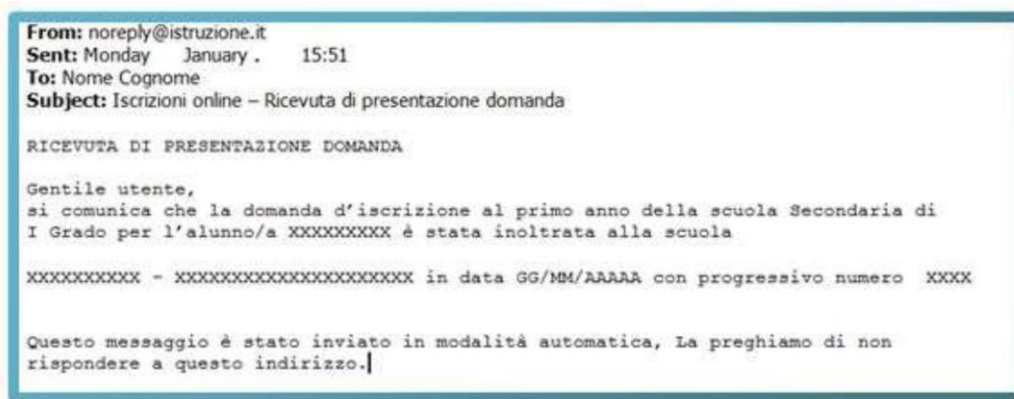 From: noreply@istruzione.it
Sent: Monday January . 15:51
To: Nome Cognome
Subject: Iscrizioni online – Ricevuta di presentazione domanda
RICEVUTA DI PRESENTAZIONE DOMANDA
Gentile utente,
si comunica che la domanda d'iscrizione al primo anno della scuola Secondaria di
I Grado per l'alunno/a XXXXXXXXX è stata inoltrata alla scuola
XXXXXXXXXX - XXXXXXXXXXXXXXXXXXXXX in data GG/MM/AAAAA con progressivo numero XXXX
Questo messaggio è stato inviato in modalità automatica, La preghiamo di non
rispondere a questo indirizzo.